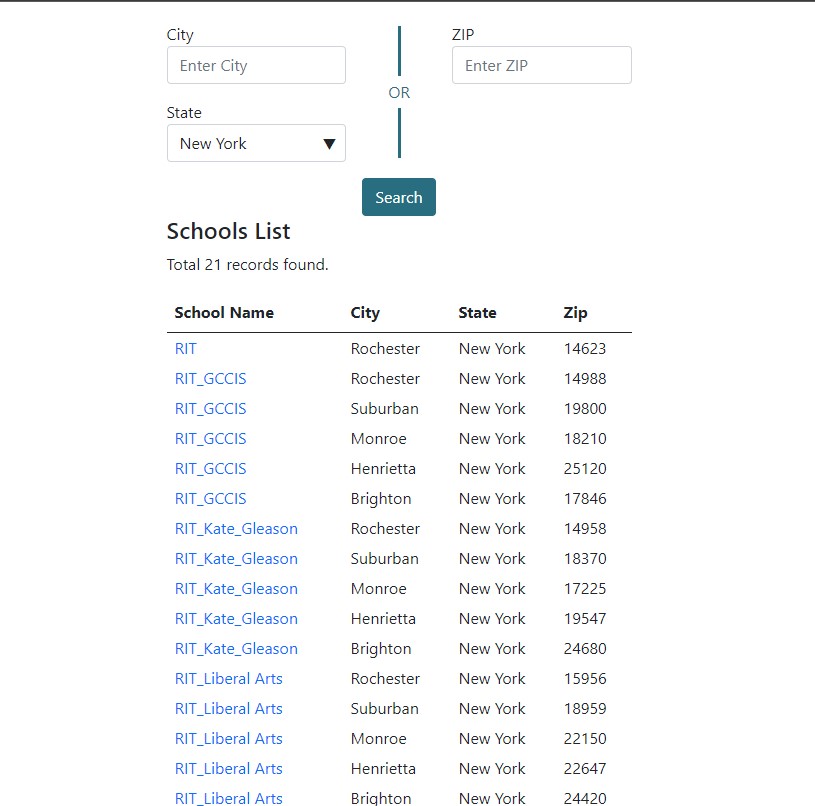 City
Enter City
ZIP
Enter ZIP
OR
State
New York
Search
Schools List
Total 21 records found.
School Name City State Zip
RIT Rochester New York 14623
RIT_GCCIS Rochester New York 14988
RIT_GCCIS Suburban New York 19800
RIT_GCCIS Monroe New York 18210
RIT_GCCIS Henrietta New York 25120
RIT_GCCIS Brighton New York 17846
RIT_Kate_Gleason Rochester New York 14958
RIT_Kate_Gleason Suburban New York 18370
RIT_Kate_Gleason Monroe New York 17225
RIT_Kate_Gleason Henrietta New York 19547
RIT_Kate_Gleason Brighton New York 24680
RIT_Liberal Arts Rochester New York 15956
RIT_Liberal Arts Suburban New York 18959
RIT_Liberal Arts Monroe New York 22150
RIT_Liberal Arts Henrietta New York 22647
RIT_Liberal Arts Brighton New York 24420